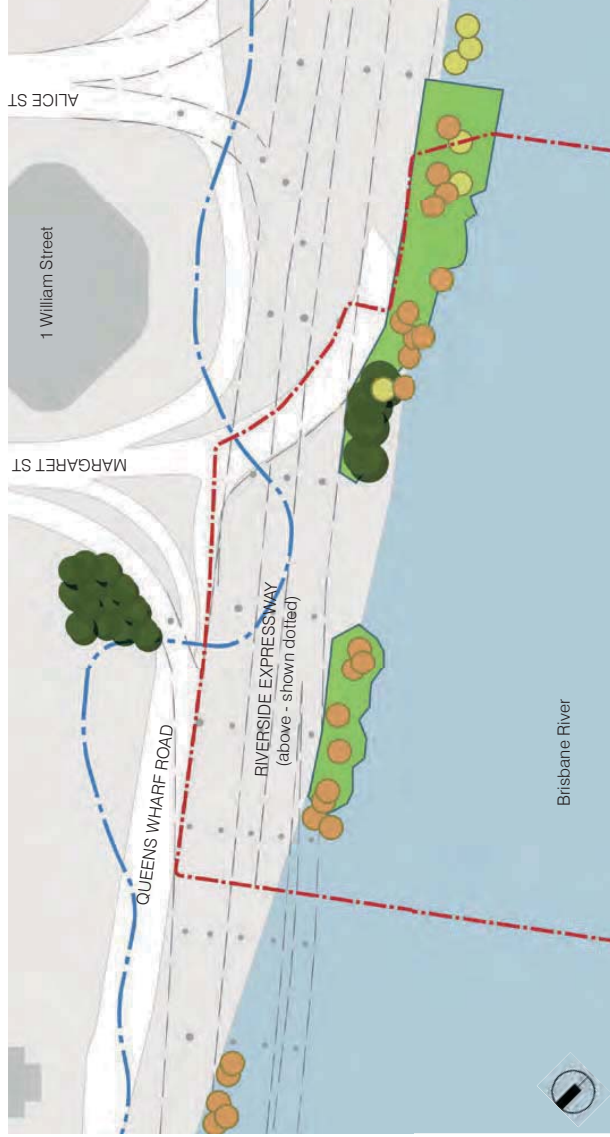 ALICE ST
1 William Street
MARGARET ST
QUEENS WHARF ROAD
RIVERSIDE EXPRESSWAY
(above - shown dotted)
Brisbane River